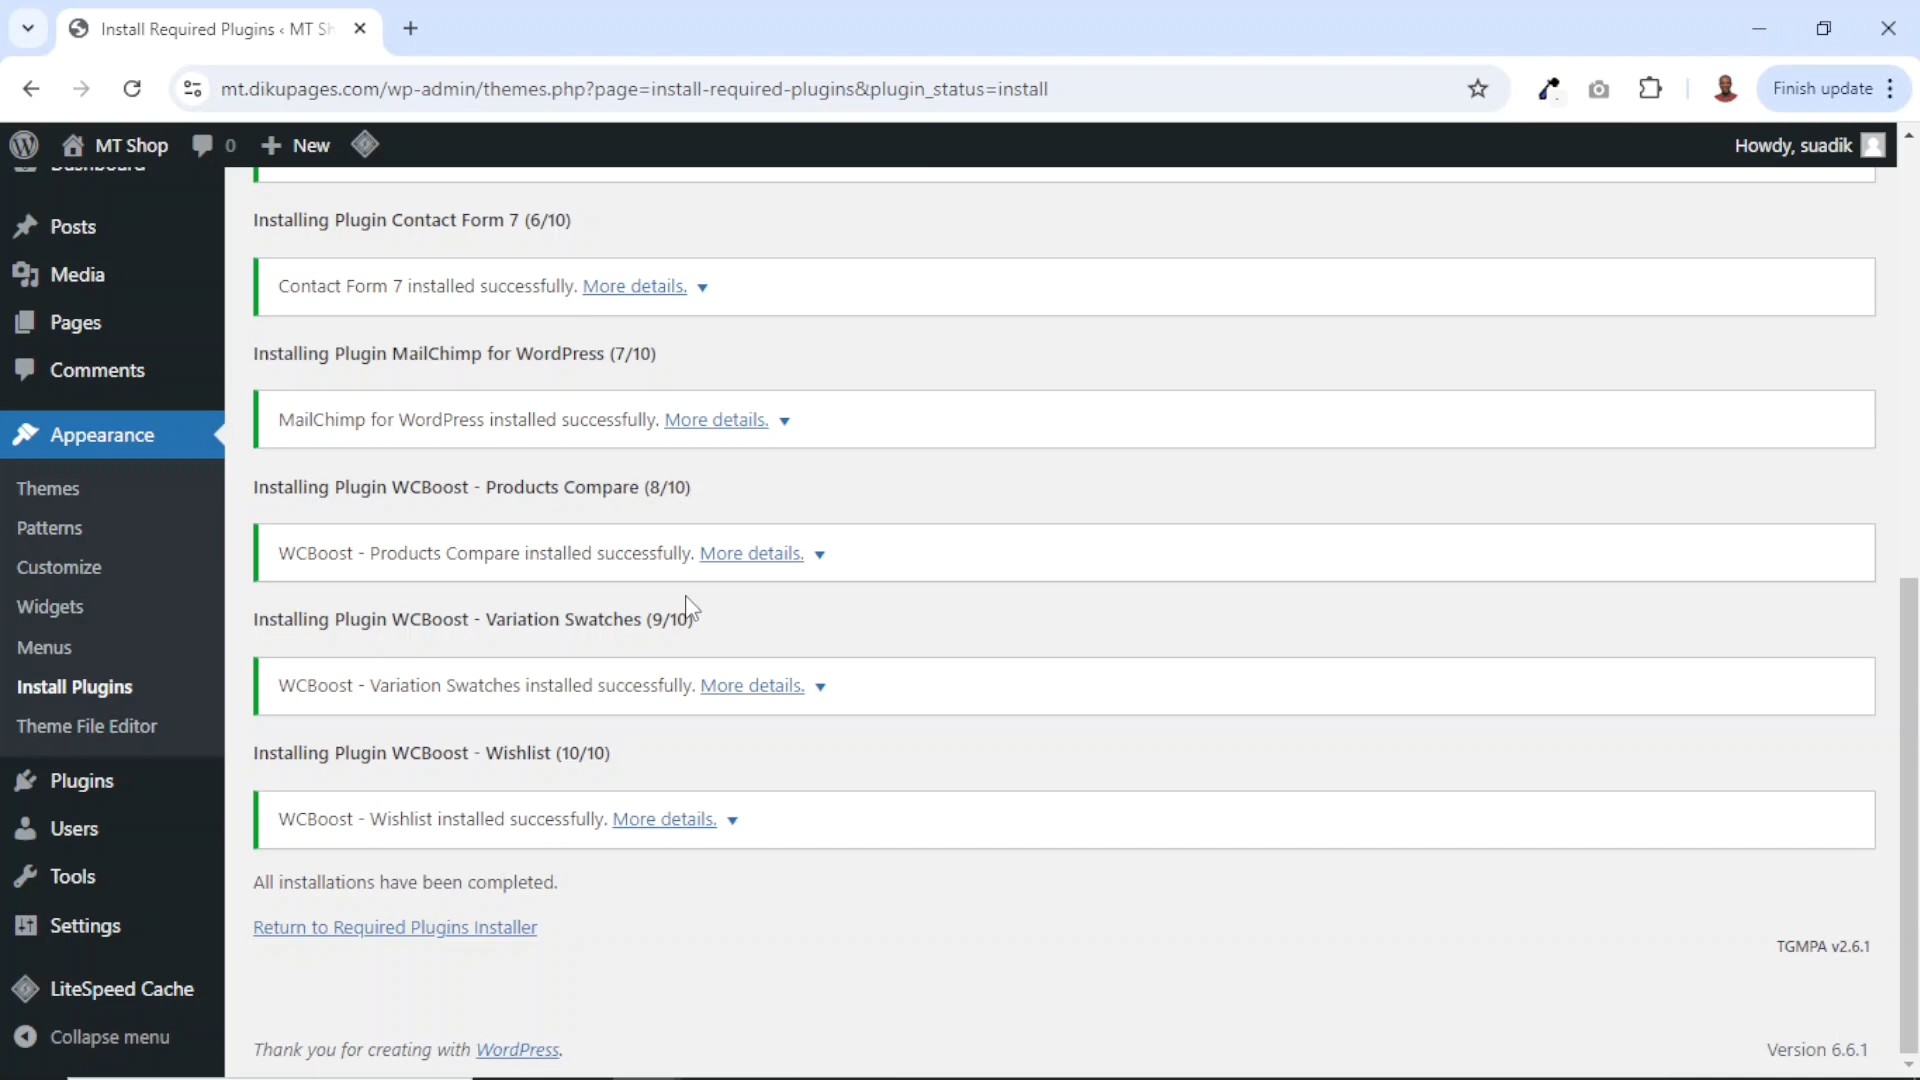 Install Required Plugins ‹ MT Sh
mt.dikupages.com/wp-admin/themes.php?page=install-required-plugins&plugin_status=install
Finish update
MT Shop
0
New
Howdy, suadik
Dashboard
Posts
Media
Pages
Comments
Appearance
Themes
Patterns
Customize
Widgets
Menus
Install Plugins
Theme File Editor
Plugins
Users
Tools
Settings
LiteSpeed Cache
Collapse menu
Installing Plugin Contact Form 7 (6/10)
Contact Form 7 installed successfully. More details.
Installing Plugin MailChimp for WordPress (7/10)
MailChimp for WordPress installed successfully. More details.
Installing Plugin WCBoost - Products Compare (8/10)
WCBoost - Products Compare installed successfully. More details.
Installing Plugin WCBoost - Variation Swatches (9/10)
WCBoost - Variation Swatches installed successfully. More details.
Installing Plugin WCBoost - Wishlist (10/10)
WCBoost - Wishlist installed successfully. More details.
All installations have been completed.
Return to Required Plugins Installer
TGMPA v2.6.1
Thank you for creating with WordPress.
Version 6.6.1